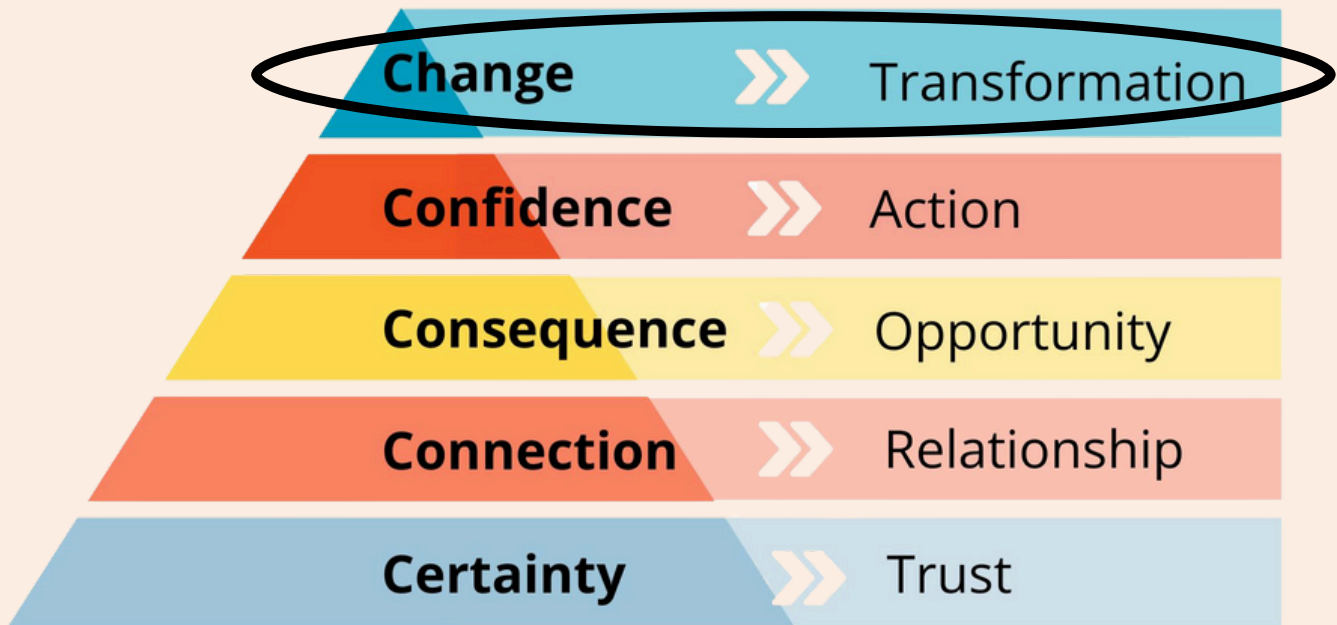 Change Transformation
Confidence Action
Consequence Opportunity
Connection Relationship
Certainty Trust